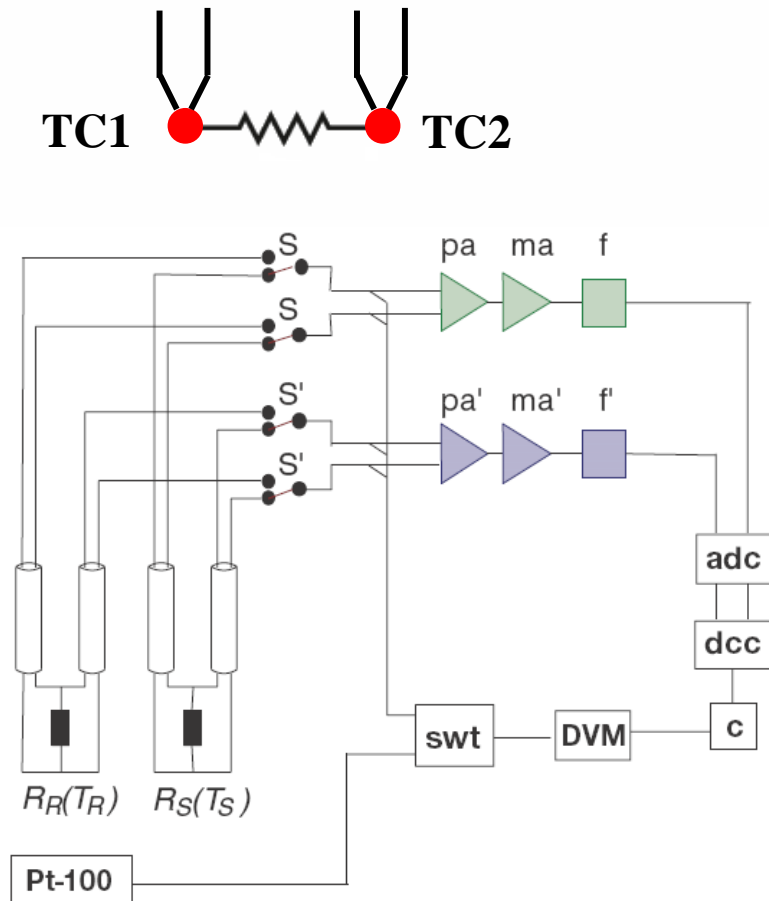 TC1 TC2
S pa ma f
S
S' pa' ma' f'
S'
adc
dcc
swt DVM c
R_R(T_R) R_S(T_S)
Pt-100